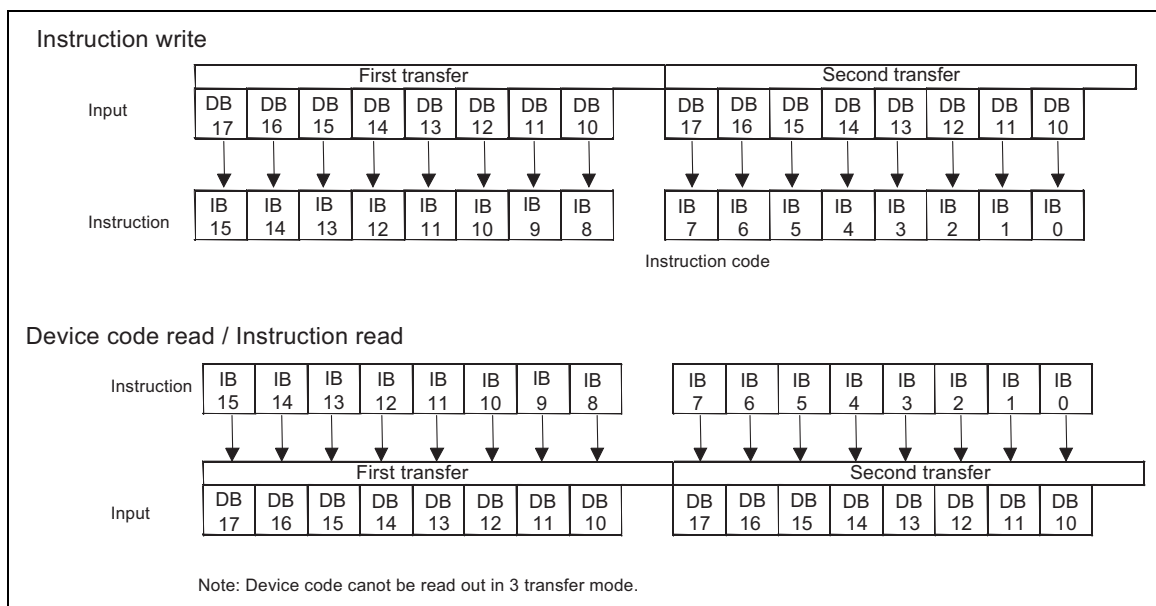 Instruction write
First transfer Second transfer
Input
DB DB DB DB DB DB DB DB DB DB DB DB DB DB DB DB
17 16 15 14 13 12 11 10 17 16 15 14 13 12 11 10
Instruction
IB IB IB IB IB IB IB IB IB IB IB IB IB IB IB IB
15 14 13 12 11 10 9 8 7 6 5 4 3 2 1 0
Instruction code
Device code read / Instruction read
Instruction
IB IB IB IB IB IB IB IB IB IB IB IB IB IB IB IB
15 14 13 12 11 10 9 8 7 6 5 4 3 2 1 0
First transfer Second transfer
Input
DB DB DB DB DB DB DB DB DB DB DB DB DB DB DB DB
17 16 15 14 13 12 11 10 17 16 15 14 13 12 11 10
Note: Device code canot be read out in 3 transfer mode.